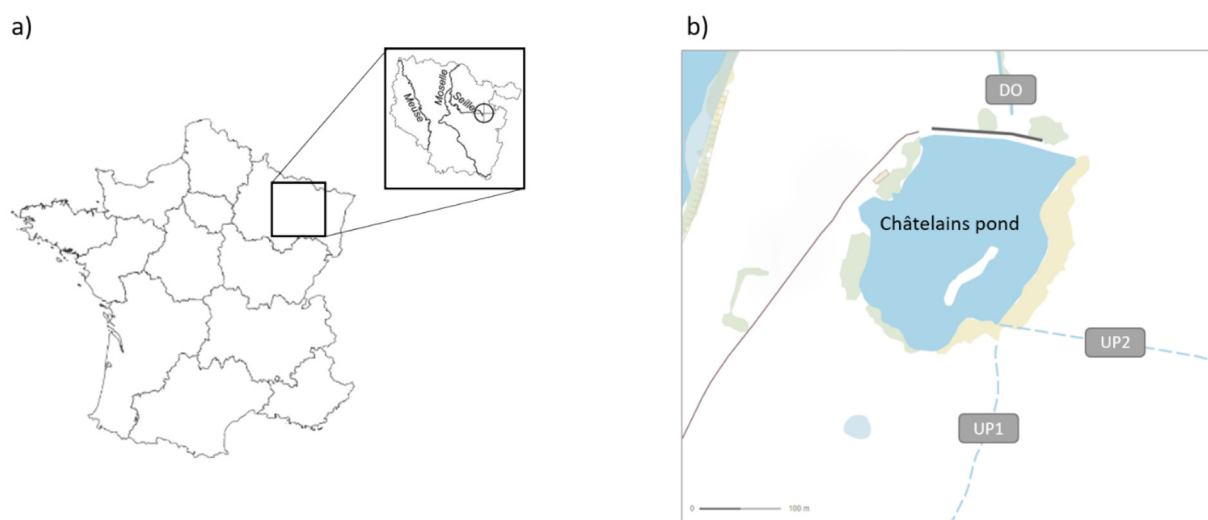 a)
Meuse
Moselle
Seille
b)
DO
Châtelains pond
UP2
UP1
0 100 m